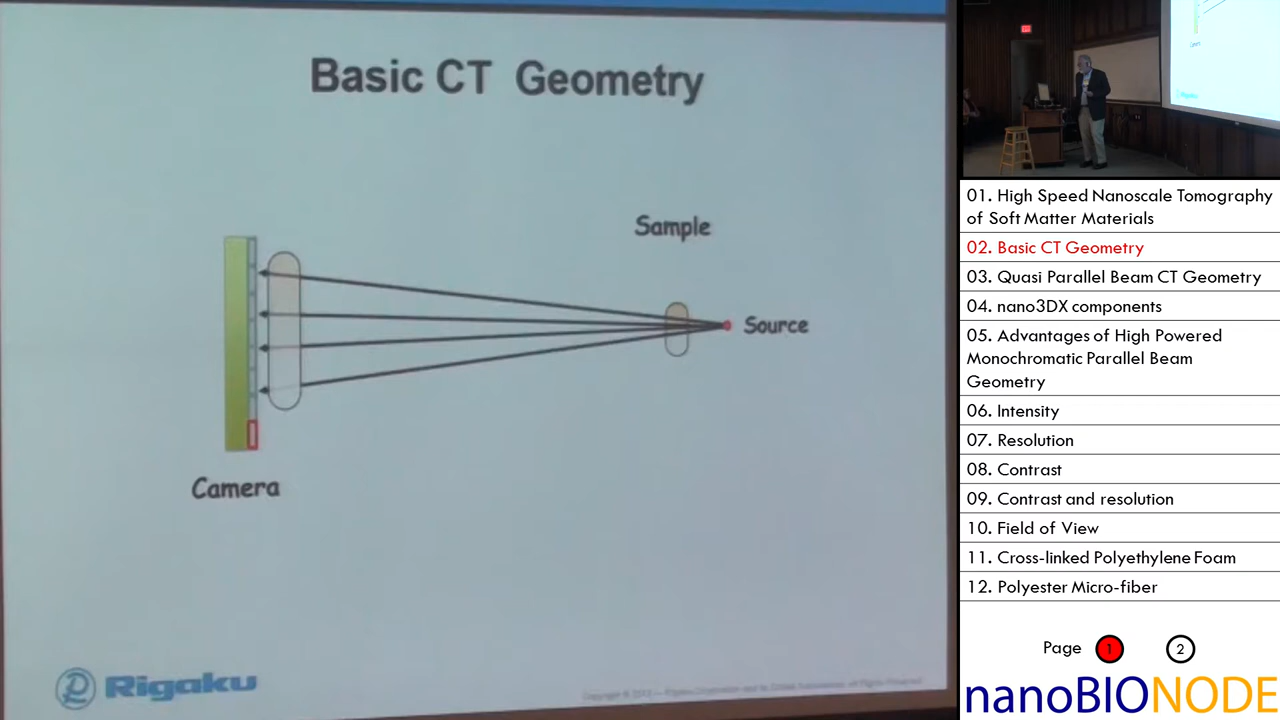 Basic CT Geometry
Sample
Source
Camera
Rigaku
01. High Speed Nanoscale Tomography
of Soft Matter Materials
02. Basic CT Geometry
03. Quasi Parallel Beam CT Geometry
04. nano3DX components
05. Advantages of High Powered
Monochromatic Parallel Beam
Geometry
06. Intensity
07. Resolution
08. Contrast
09. Contrast and resolution
10. Field of View
11. Cross-linked Polyethylene Foam
12. Polyester Micro-fiber
Page 1 2
nanoBIONODE